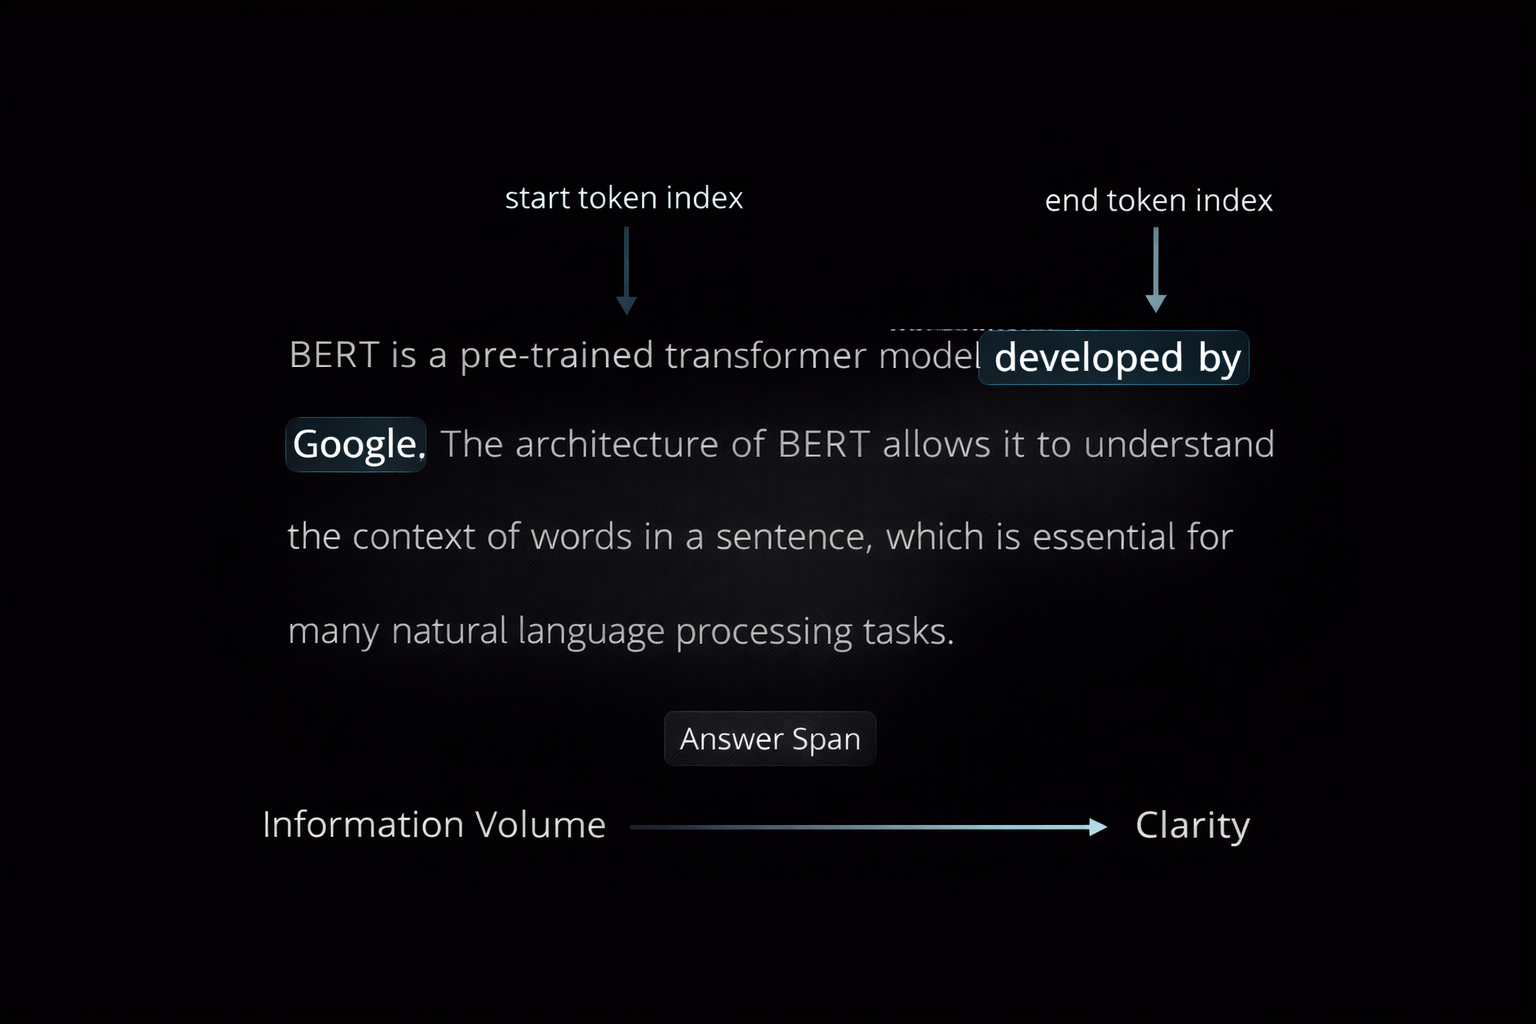 start token index
end token index
BERT is a pre-trained transformer model developed by
Google. The architecture of BERT allows it to understand
the context of words in a sentence, which is essential for
many natural language processing tasks.
Answer Span
Information Volume
Clarity